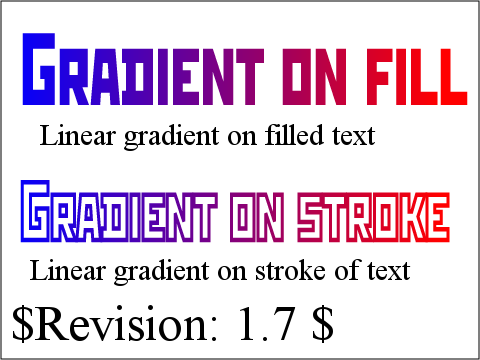 Gradient on fill
Linear gradient on filled text
Gradient on stroke
Linear gradient on stroke of text
$Revision: 1.7 $